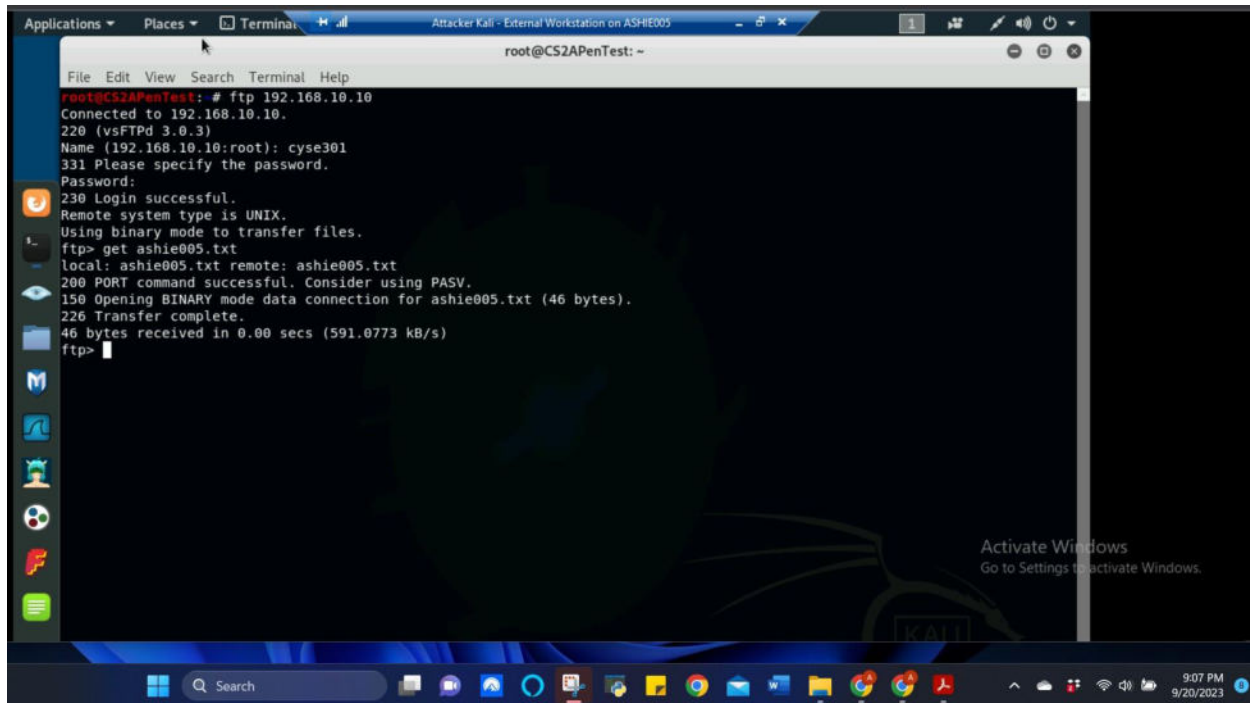 Applications Places Terminal Attacker Kali - External Workstation on ASHIE005 1
root@CS2APenTest: ~
File Edit View Search Terminal Help
root@CS2APenTest:~# ftp 192.168.10.10
Connected to 192.168.10.10.
220 (vsFTPd 3.0.3)
Name (192.168.10.10:root): cyse301
331 Please specify the password.
Password:
230 Login successful.
Remote system type is UNIX.
Using binary mode to transfer files.
ftp> get ashie005.txt
local: ashie005.txt remote: ashie005.txt
200 PORT command successful. Consider using PASV.
150 Opening BINARY mode data connection for ashie005.txt (46 bytes).
226 Transfer complete.
46 bytes received in 0.00 secs (591.0773 kB/s)
ftp>
Activate Windows
Go to Settings to activate Windows.
KALI
Search
9:07 PM
9/20/2023